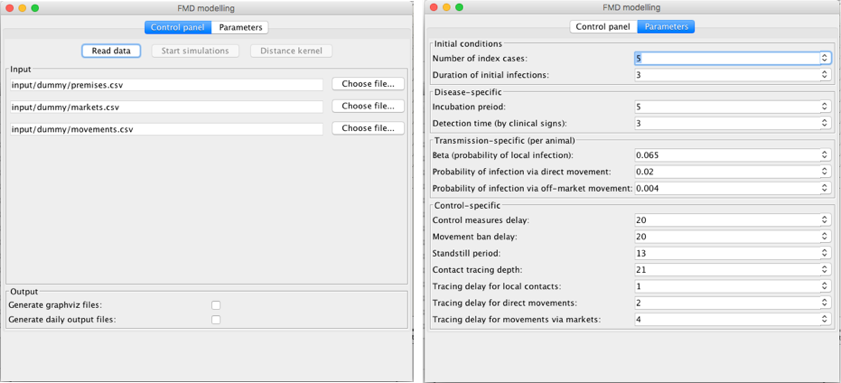 FMD modelling
Control panel Parameters
Read data Start simulations Distance kernel
Input
input/dummy/premises.csv Choose file...
input/dummy/markets.csv Choose file...
input/dummy/movements.csv Choose file...
Output
Generate graphviz files:
Generate daily output files:
FMD modelling
Control panel Parameters
Initial conditions
Number of index cases: 5
Duration of initial infections: 3
Disease-specific
Incubation preiod: 5
Detection time (by clinical signs): 3
Transmission-specific (per animal)
Beta (probability of local infection): 0.065
Probability of infection via direct movement: 0.02
Probability of infection via off-market movement: 0.004
Control-specific
Control measures delay: 20
Movement ban delay: 20
Standstill period: 13
Contact tracing depth: 21
Tracing delay for local contacts: 1
Tracing delay for direct movements: 2
Tracing delay for movements via markets: 4